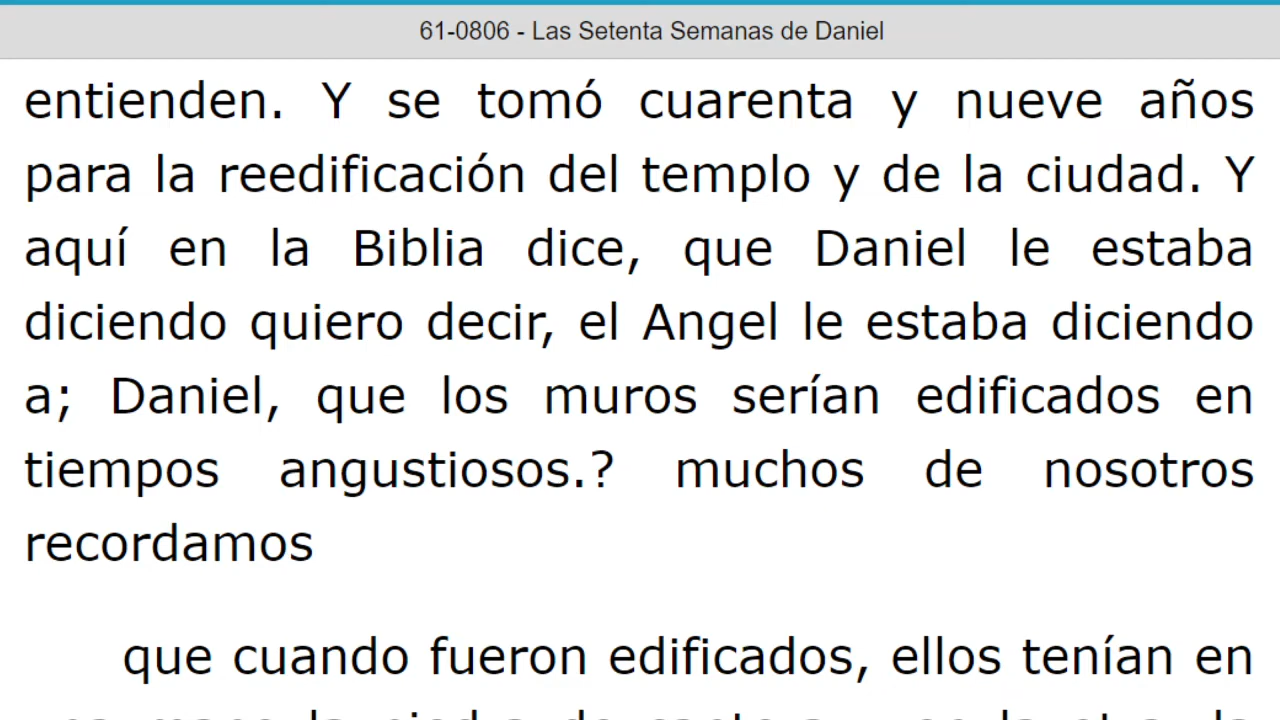 61-0806 - Las Setenta Semanas de Daniel
entienden. Y se tomó cuarenta y nueve años
para la reedificación del templo y de la ciudad. Y
aquí en la Biblia dice, que Daniel le estaba
diciendo quiero decir, el Angel le estaba diciendo
a; Daniel, que los muros serían edificados en
tiempos angustiosos.? muchos de nosotros
recordamos
que cuando fueron edificados, ellos tenían en